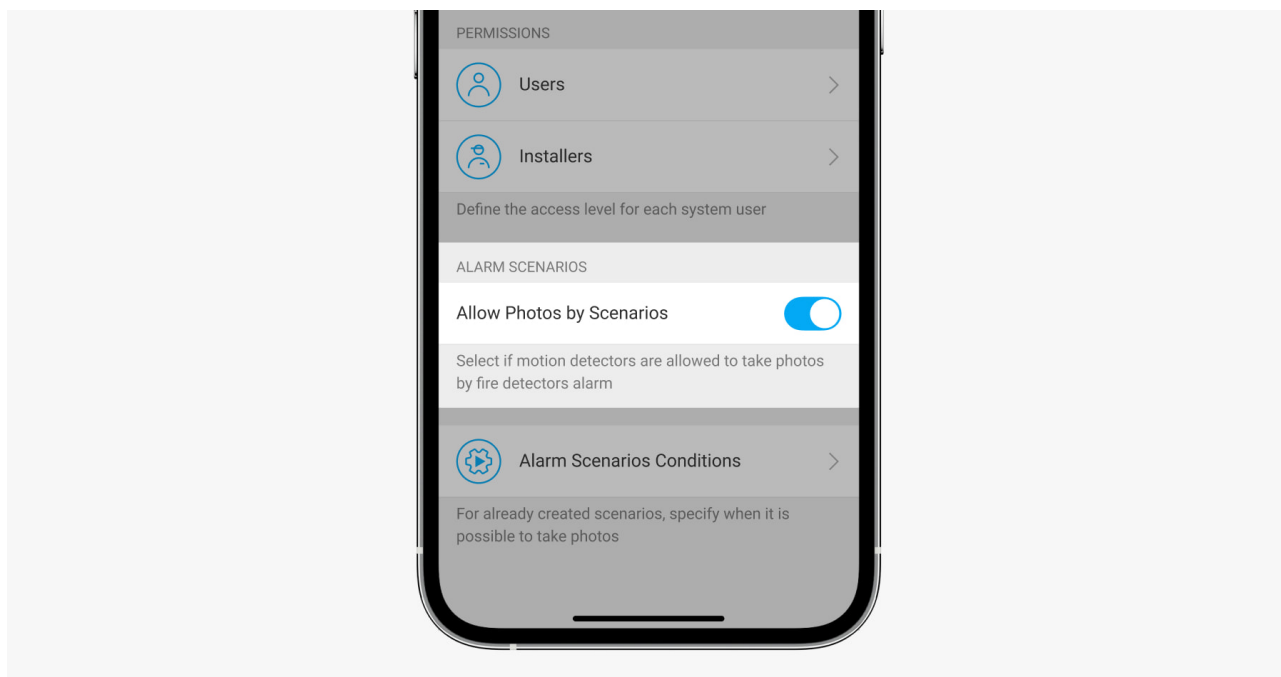 PERMISSIONS
Users
Installers
Define the access level for each system user
ALARM SCENARIOS
Allow Photos by Scenarios
Select if motion detectors are allowed to take photos
by fire detectors alarm
Alarm Scenarios Conditions
For already created scenarios, specify when it is
possible to take photos